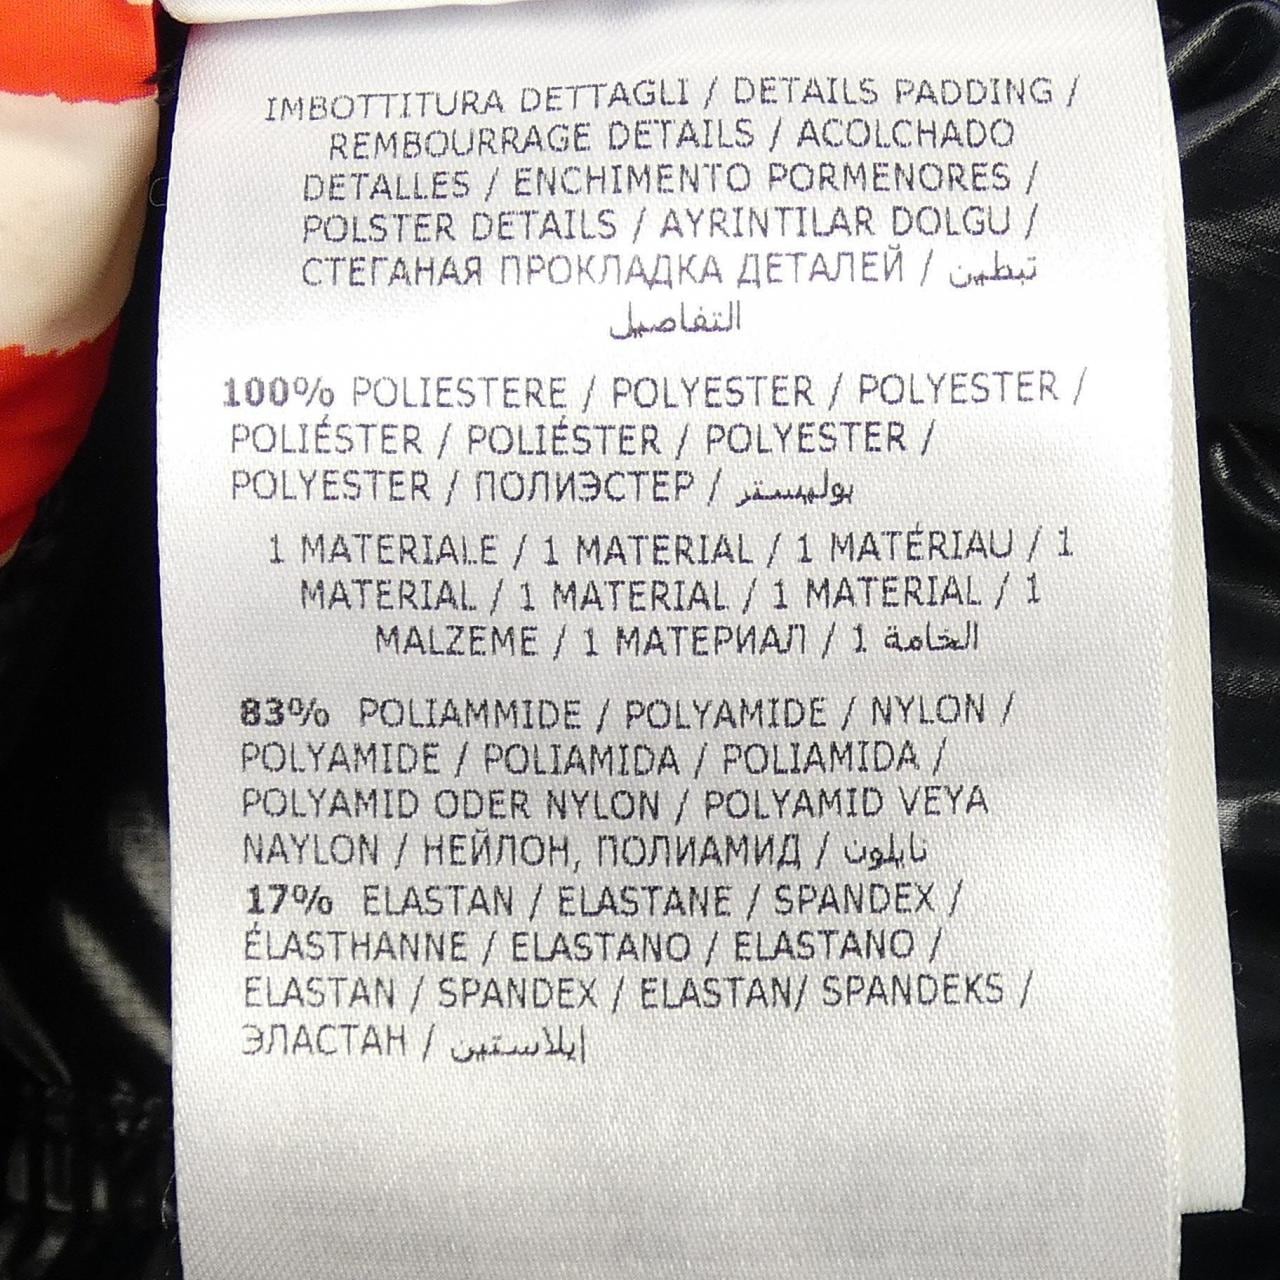 IMBOTTITURA DETTAGLI / DETAILS PADDING /
REMBOURRAGE DETAILS / ACOLCHADO
DETALLES / ENCHIMENTO PORMENORES /
POLSTER DETAILS / AYRINTILAR DOLGU /
СТЕГАНАЯ ПРОКЛАДКА ДЕТАЛЕЙ / تبطين
التفاصيل
100% POLIESTERE / POLYESTER / POLYESTER /
POLIÉSTER / POLIÉSTER / POLYESTER /
POLYESTER / ПОЛИЭСТЕР / بوليستر
1 MATERIALE / 1 MATERIAL / 1 MATÉRIAU / 1
MATERIAL / 1 MATERIAL / 1 MATERIAL / 1
MALZEME / 1 МАТЕРИАЛ / 1 الخامة
83% POLIAMMIDE / POLYAMIDE / NYLON /
POLYAMIDE / POLIAMIDA / POLIAMIDA /
POLYAMID ODER NYLON / POLYAMID VEYA
NAYLON / НЕЙЛОН, ПОЛИАМИД / نايلون
17% ELASTAN / ELASTANE / SPANDEX /
ÉLASTHANNE / ELASTANO / ELASTANO /
ELASTAN / SPANDEX / ELASTAN/ SPANDEKS /
ЭЛАСТАН / إيلاستين